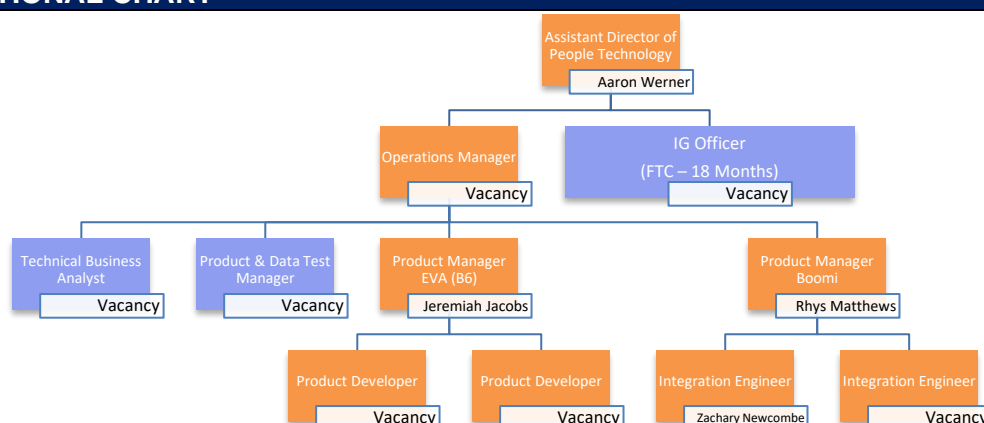 Assistant Director of
People Technology
Aaron Werner
Operations Manager
Vacancy
IG Officer
(FTC – 18 Months)
Vacancy
Technical Business
Analyst
Vacancy
Product & Data Test
Manager
Vacancy
Product Manager
EVA (B6)
Jeremiah Jacobs
Product Manager
Boomi
Rhys Matthews
Product Developer
Vacancy
Product Developer
Vacancy
Integration Engineer
Zachary Newcombe
Integration Engineer
Vacancy